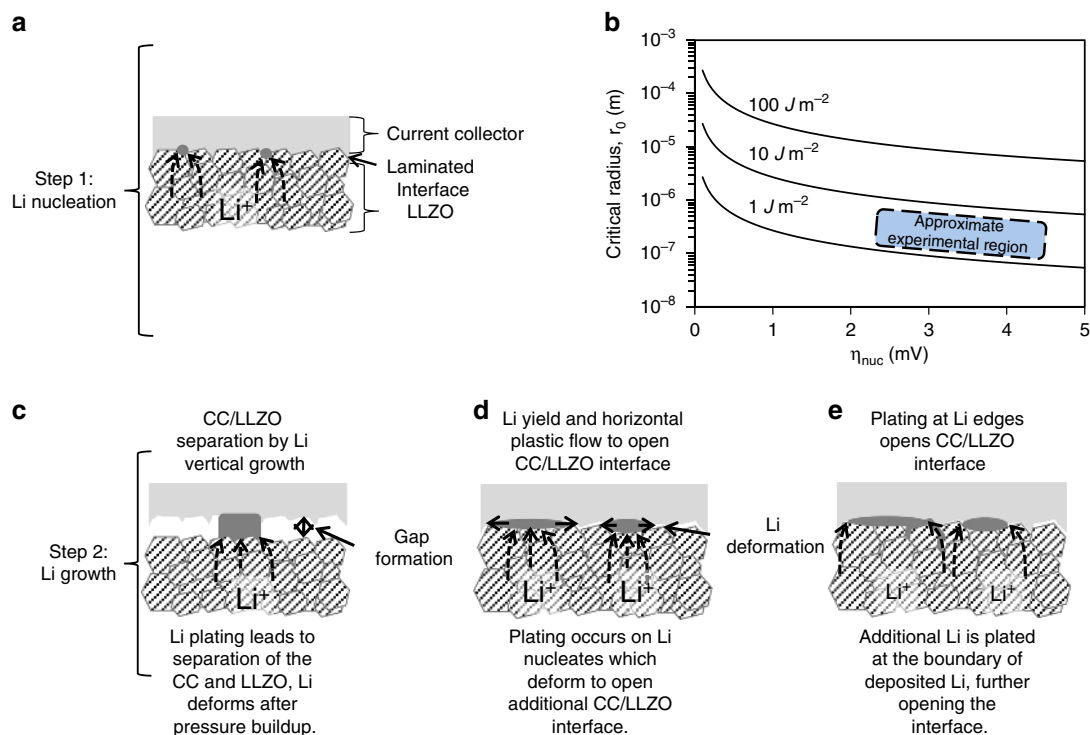 a
Step 1:
Li nucleation
Current collector
Laminated
Interface
LLZO
Li+
b
Critical radius, r0 (m)
10−3
10−4
10−5
10−6
10−7
10−8
100 J m−2
10 J m−2
1 J m−2
Approximate
experimental region
0
1
2
3
4
5
ηnuc (mV)
c
CC/LLZO
separation by Li
vertical growth
Step 2:
Li growth
Gap
formation
Li+
Li plating leads to
separation of the
CC and LLZO, Li
deforms after
pressure buildup.
d
Li yield and horizontal
plastic flow to open
CC/LLZO interface
Li
deformation
Li+
Li+
Plating occurs on Li
nucleates which
deform to open
additional CC/LLZO
interface.
e
Plating at Li edges
opens CC/LLZO
interface
Li+
Li+
Additional Li is plated
at the boundary of
deposited Li, further
opening the
interface.